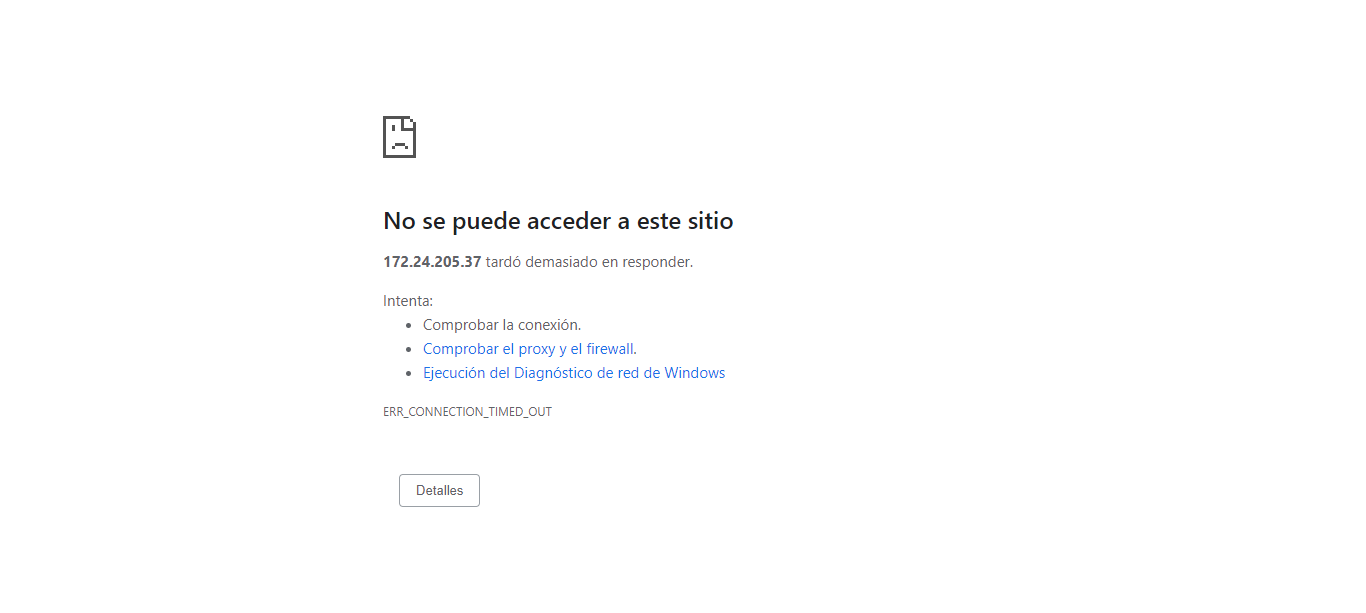 No se puede acceder a este sitio
172.24.205.37 tardó demasiado en responder.
Intenta:
Comprobar la conexión.
Comprobar el proxy y el firewall.
Ejecución del Diagnóstico de red de Windows
ERR_CONNECTION_TIMED_OUT
Detalles